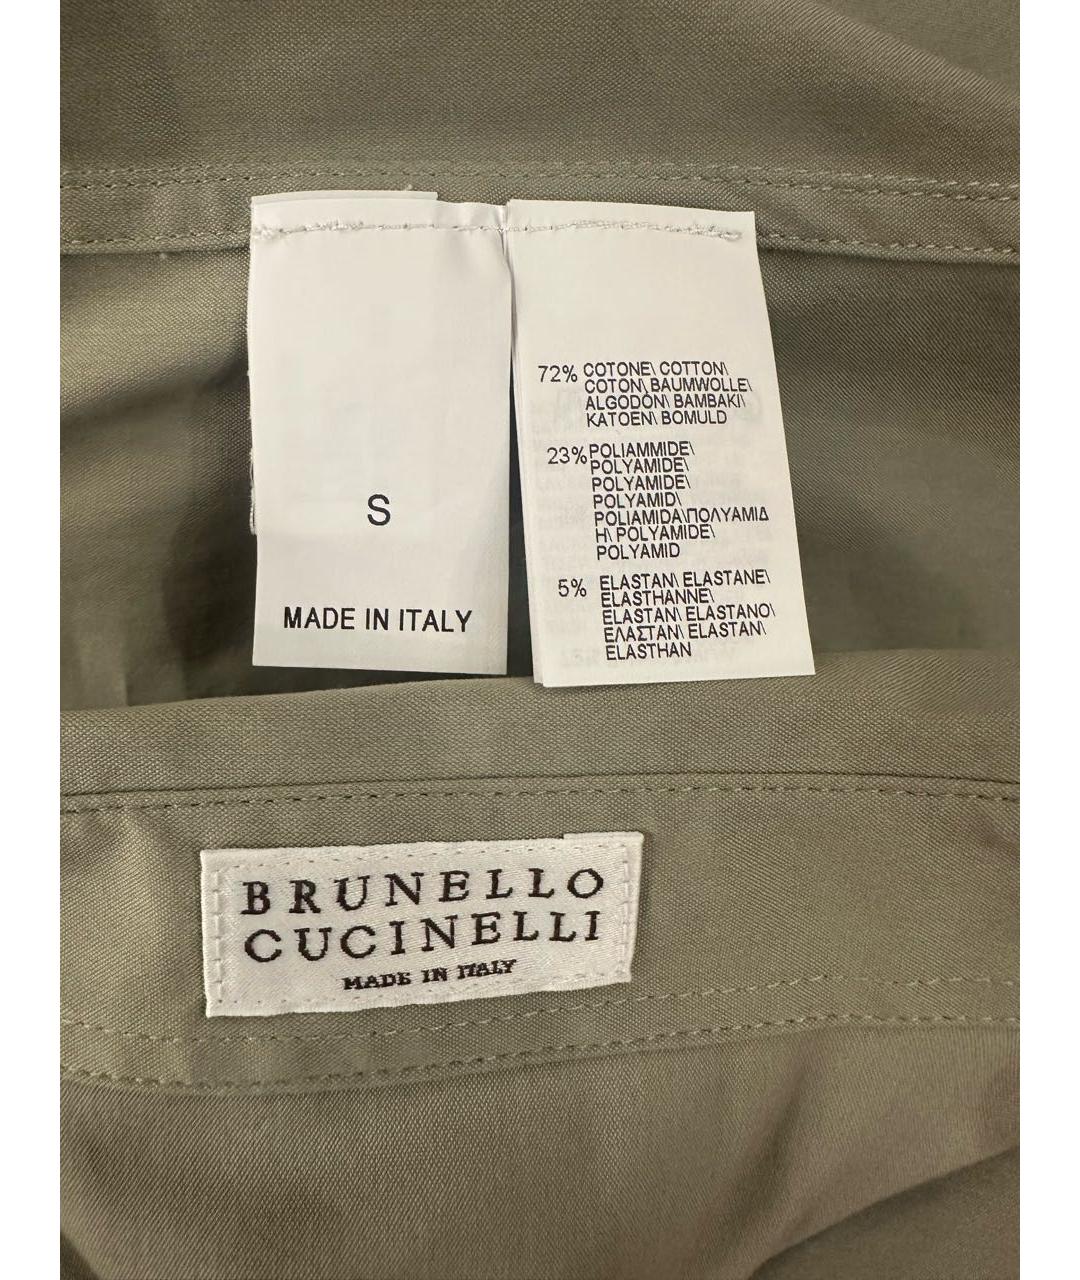 S
MADE IN ITALY
72% COTONE\ COTTON\
COTON\ BAUMWOLLE\
ALGODÓN\ BAMBAKI\
KATOEN\ BOMULD
23% POLIAMMIDE\
POLYAMIDE\
POLYAMIDE\
POLYAMID\
POLIAMIDA\ΠΟΛΥΑΜΙΔ
Η\ POLYAMIDE\
POLYAMID
5% ELASTAN\ ELASTANE\
ELASTHANNE\
ELASTAN\ ELASTANO\
ΕΛΑΣΤΑΝ\ ELASTAN\
ELASTHAN
BRUNELLO
CUCINELLI
MADE IN ITALY